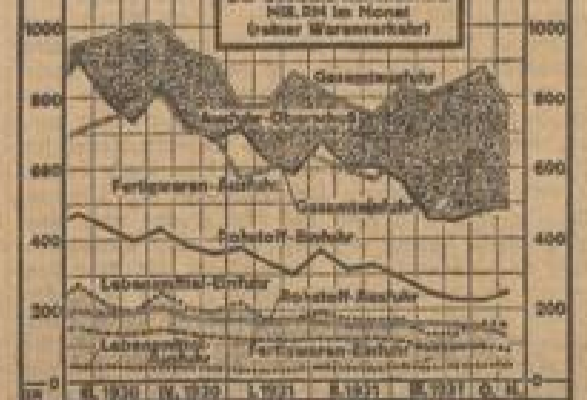 Mill. RM im Monat
(reiner Warenverkehr)
1000 1000
Gesamtausfuhr
800 800
Ausfuhr-Überschuß
600 600
Fertigwaren-Ausfuhr
Gesamteinfuhr
Rohstoff-Einfuhr
400 400
Lebensmittel-Einfuhr
Rohstoff-Ausfuhr
200 200
Lebensmittel-
Ausfuhr
Fertigwaren-Einfuhr
0 0
III. 1930 IV. 1930 I. 1931 II. 1931 III. 1931 O. N.